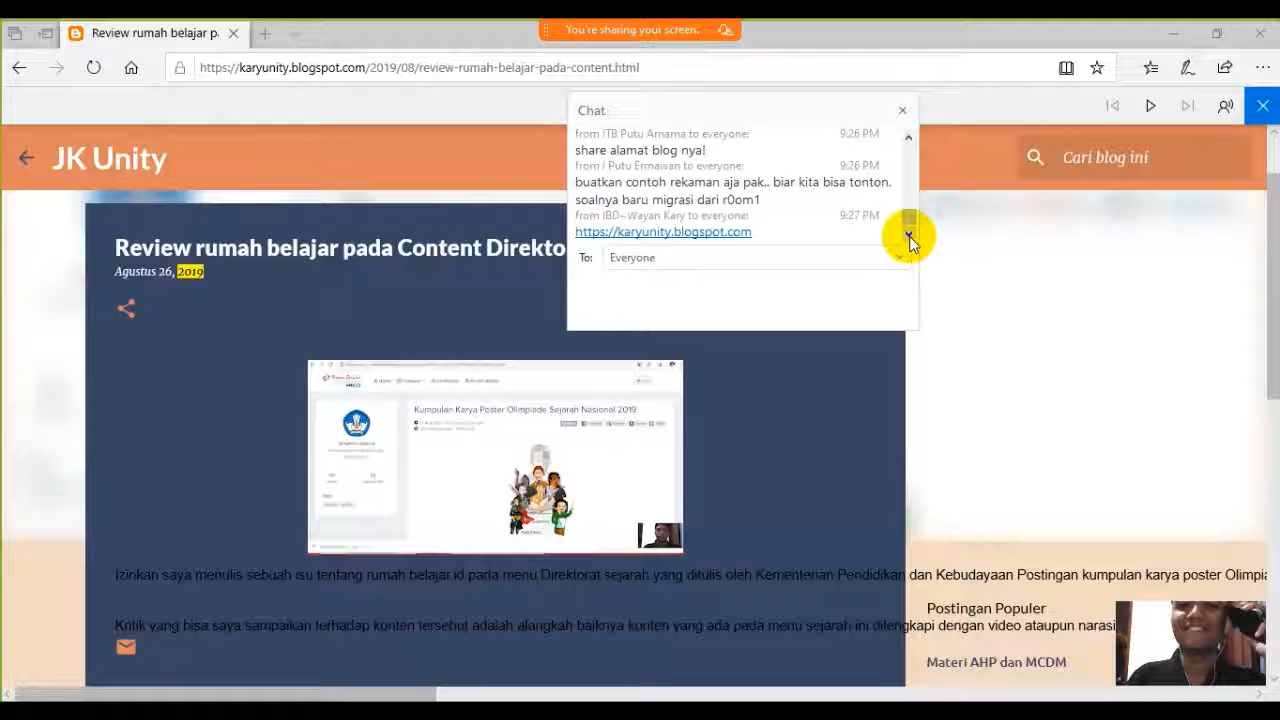 Review rumah belajar p.
You're sharing your screen.
https://karyunity.blogspot.com/2019/08/review-rumah-belajar-pada-content.html
Chat
from ITB Putu Arnama to everyone: 9:26 PM
share alamat blog nya!
from I Putu Ermawan to everyone: 9:26 PM
buatkan contoh rekaman aja pak.. biar kita bisa tonton.
soalnya baru migrasi dari r0om1
from IBD~Wayan Kary to everyone: 9:27 PM
https://karyunity.blogspot.com
To: Everyone
JK Unity
Cari blog ini
Review rumah belajar pada Content Direkto
Agustus 26, 2019
Kumpulan Karya Poster Olimpiade Sejarah Nasional 2019
Izinkan saya menulis sebuah isu tentang rumah belajar.id pada menu Direktorat sejarah yang ditulis oleh Kementerian Pendidikan dan Kebudayaan Postingan kumpulan karya poster Olimpia
Kritik yang bisa saya sampaikan terhadap konten tersebut adalah alangkah baiknya konten yang ada pada menu sejarah ini dilengkapi dengan video ataupun narasi
Postingan Populer
Materi AHP dan MCDM